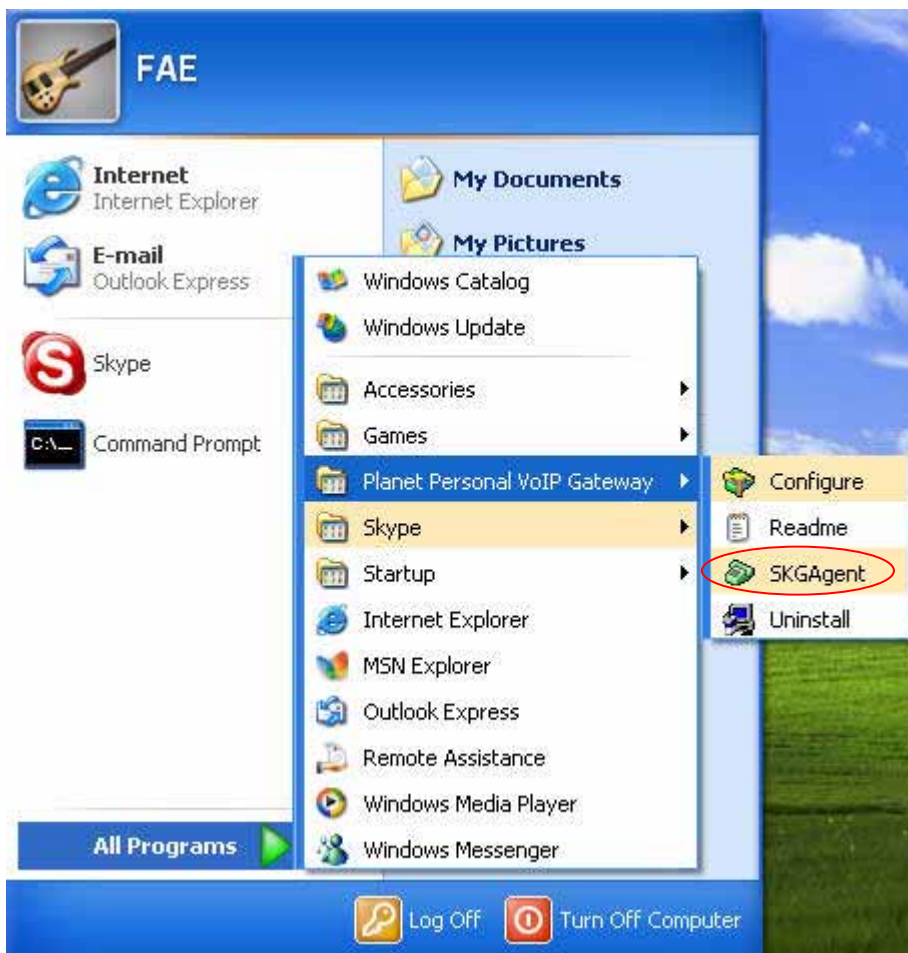 FAE
Internet
Internet Explorer
E-mail
Outlook Express
Skype
C:\_
Command Prompt
All Programs
My Documents
My Pictures
Windows Catalog
Windows Update
Accessories
Games
Planet Personal VoIP Gateway
Skype
Startup
Internet Explorer
MSN Explorer
Outlook Express
Remote Assistance
Windows Media Player
Windows Messenger
Configure
Readme
SKGAgent
Uninstall
Log Off
Turn Off Computer